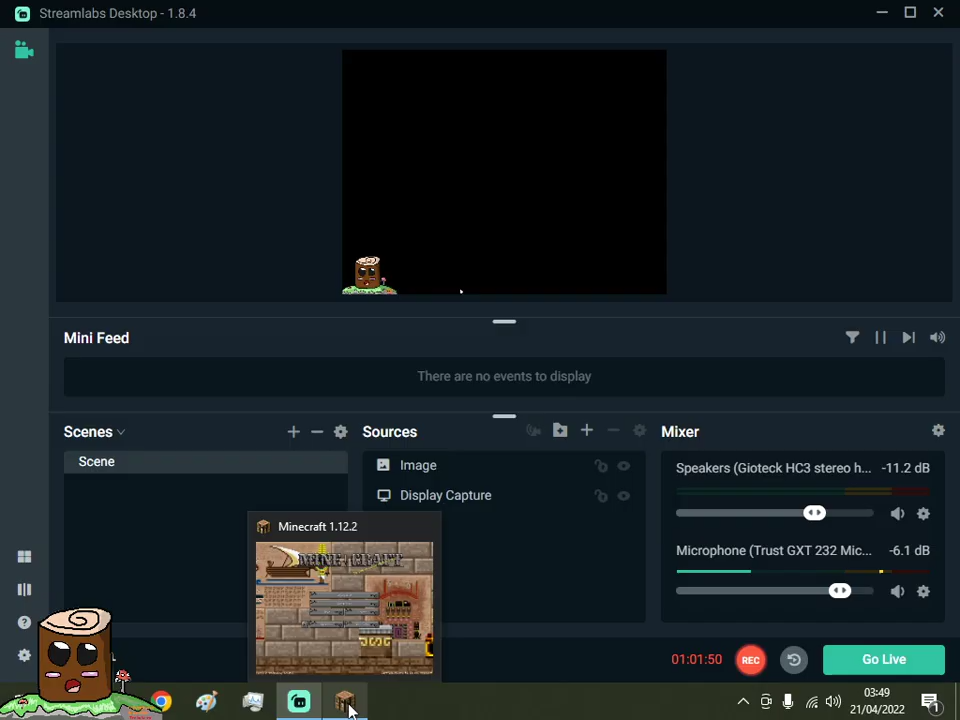 Streamlabs Desktop - 1.8.4
Mini Feed
There are no events to display
Scenes
Sources
Mixer
Scene
Image
Display Capture
Speakers (Gioteck HC3 stereo h... -11.2 dB
Microphone (Trust GXT 232 Mic... -6.1 dB
Minecraft 1.12.2
MINECRAFT
01:01:50
REC
Go Live
03:49
21/04/2022
1